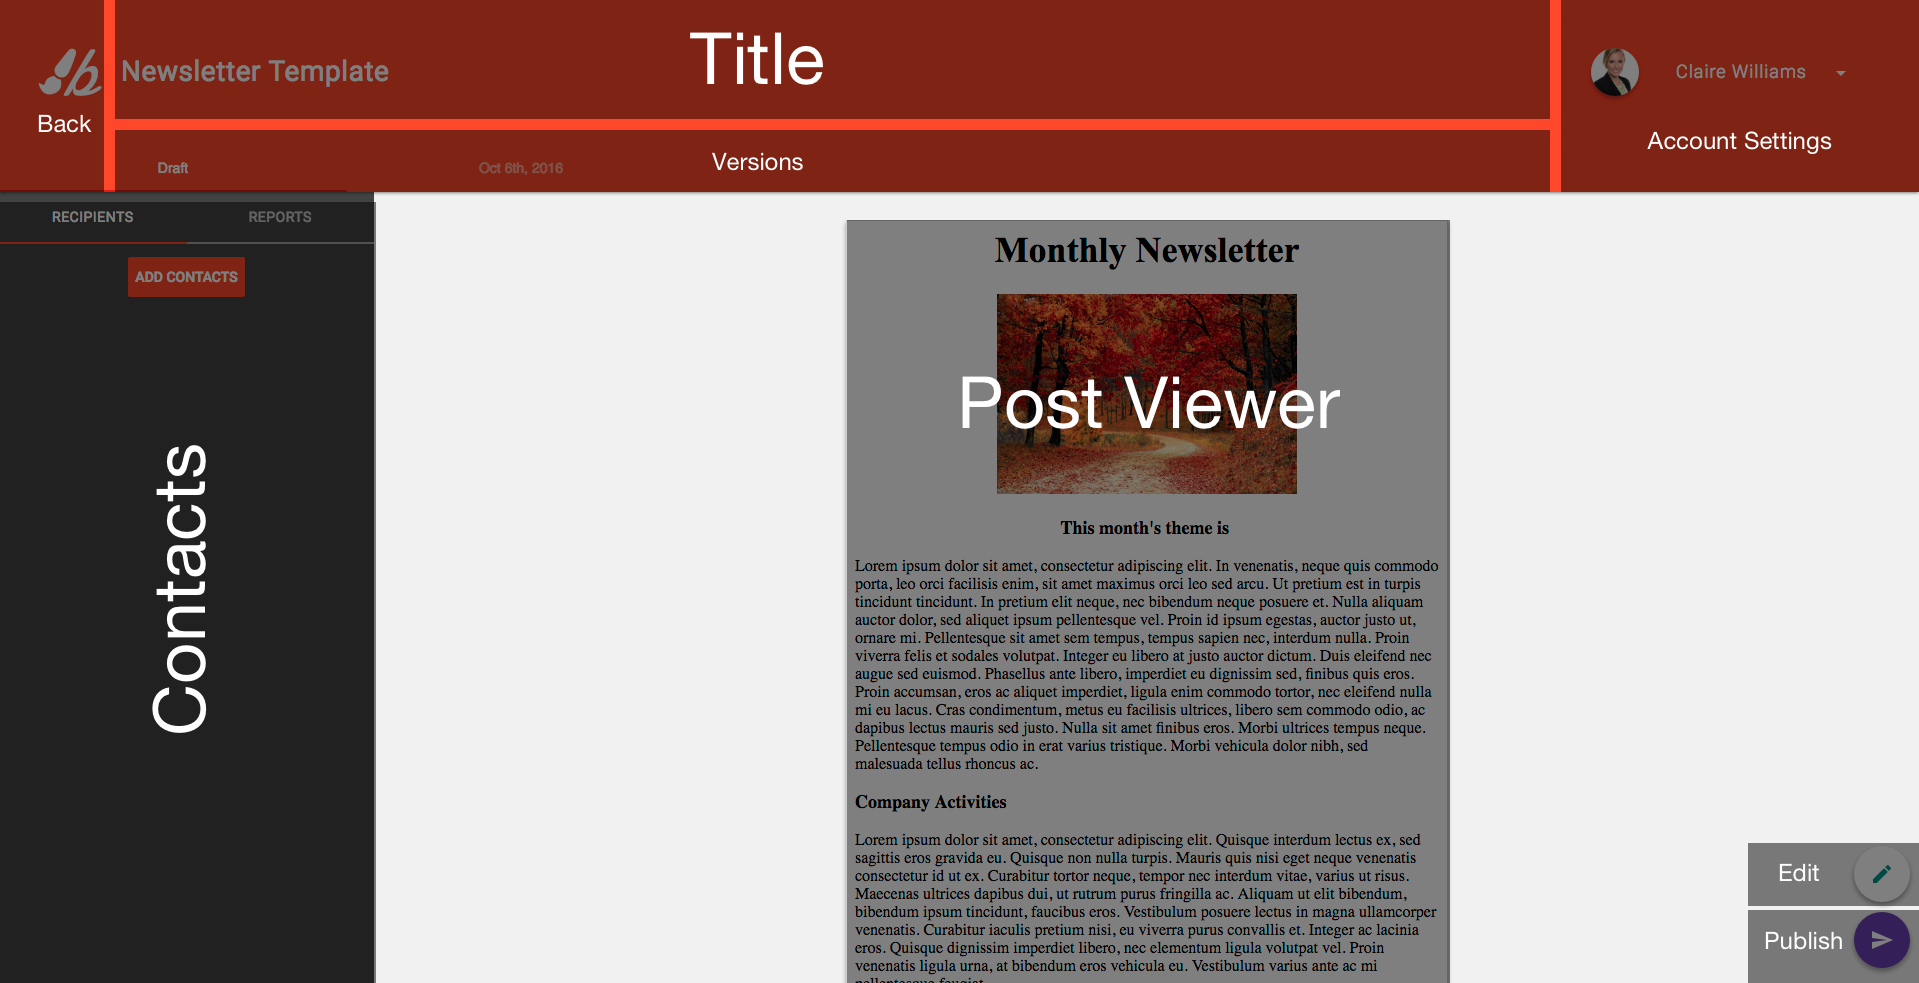 Title
Newsletter Template
Claire Williams
Back
Account Settings
Draft
Oct 6th, 2016
Versions
RECIPIENTS
REPORTS
ADD CONTACTS
Contacts
Monthly Newsletter
Post Viewer
This month's theme is
Lorem ipsum dolor sit amet, consectetur adipiscing elit. In venenatis, neque quis commodo
porta, leo orci facilisis enim, sit amet maximus orci leo sed arcu. Ut pretium est in turpis
tincidunt tincidunt. In pretium elit neque, nec bibendum neque posuere et. Nulla aliquam
auctor dolor, sed aliquet ipsum pellentesque vel. Proin id ipsum egestas, auctor justo ut,
ornare mi. Pellentesque sit amet sem tempus, tempus sapien nec, interdum nulla. Proin
viverra felis et sodales volutpat. Integer eu libero at justo auctor dictum. Duis eleifend nec
augue sed euismod. Phasellus ante libero, imperdiet eu dignissim sed, finibus quis eros.
Proin accumsan, eros ac aliquet imperdiet, ligula enim commodo tortor, nec eleifend nulla
mi eu lacus. Cras condimentum, metus eu facilisis ultrices, libero sem commodo odio, ac
dapibus lectus mauris sed justo. Nulla sit amet finibus eros. Morbi ultrices tempus neque.
Pellentesque tempus odio in erat varius tristique. Morbi vehicula dolor nibh, sed
malesuada tellus rhoncus ac.
Company Activities
Lorem ipsum dolor sit amet, consectetur adipiscing elit. Quisque interdum lectus ex, sed
sagittis eros gravida eu. Quisque non nulla turpis. Mauris quis nisi eget neque venenatis
consectetur id ut ex. Curabitur tortor neque, tempor nec interdum vitae, varius ut risus.
Maecenas ultrices dapibus dui, ut rutrum purus fringilla ac. Aliquam ut elit bibendum,
bibendum ipsum tincidunt, faucibus eros. Vestibulum posuere lectus in magna ullamcorper
venenatis. Curabitur iaculis pretium nisi, eu viverra purus convallis et. Integer ac lacinia
eros. Quisque dignissim imperdiet libero, nec elementum ligula volutpat vel. Proin
venenatis ligula urna, at bibendum eros vehicula eu. Vestibulum varius ante ac mi
pellentesque feugiat.
Edit
Publish